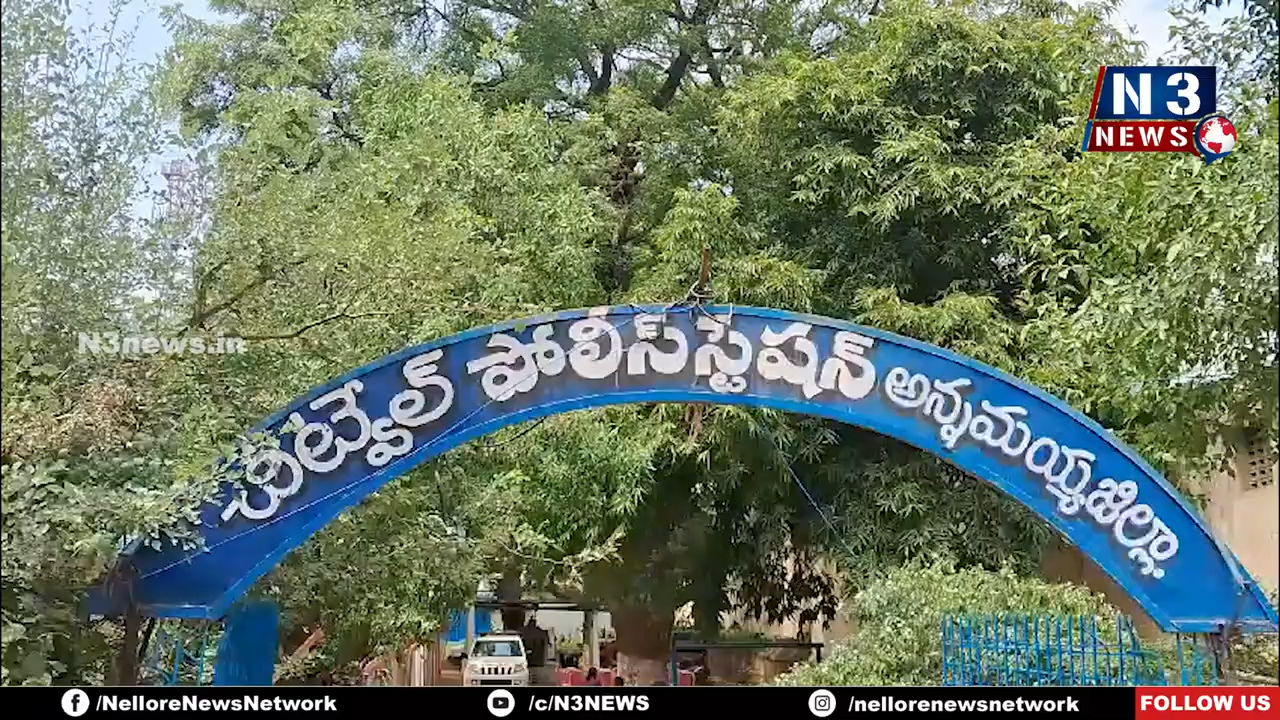 N3
NEWS
N3news.in
చిట్వేల్ పోలీస్ స్టేషన్ అన్నమయ్య జిల్లా.
/NelloreNewsNetwork
/c/N3NEWS
/nellorenewsnetwork
FOLLOW US